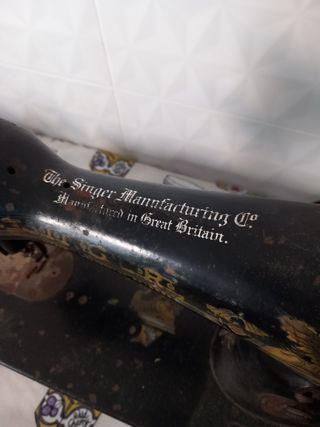 The Singer Manufacturing Co
Manufactured in Great Britain.